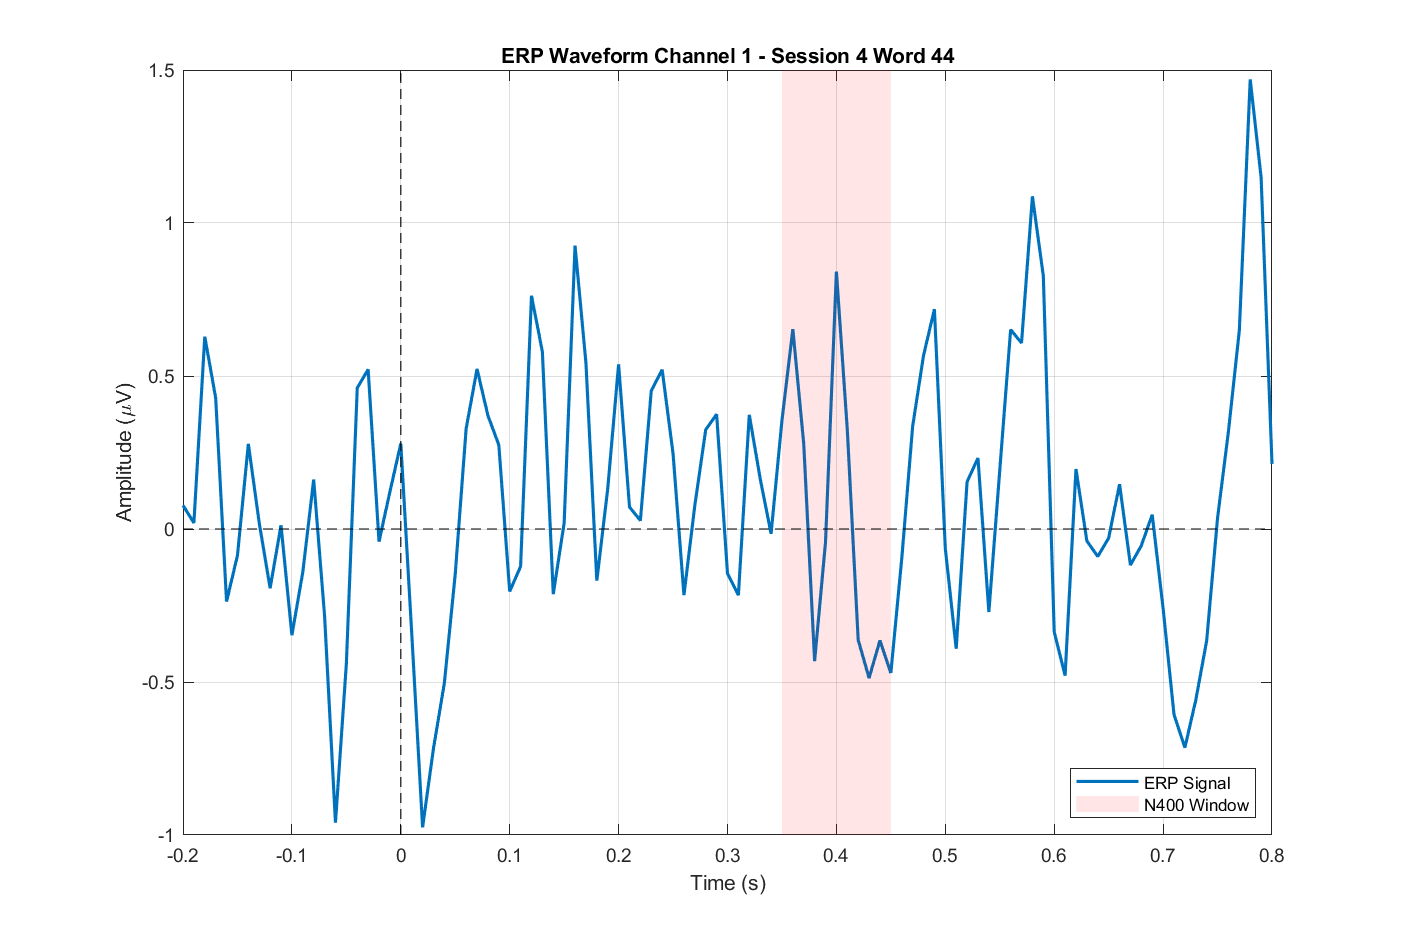 ERP Waveform Channel 1 - Session 4 Word 44
1.5
1
0.5
0
-0.5
-1
Amplitude (μV)
ERP Signal
N400 Window
-0.2 -0.1 0 0.1 0.2 0.3 0.4 0.5 0.6 0.7 0.8
Time (s)